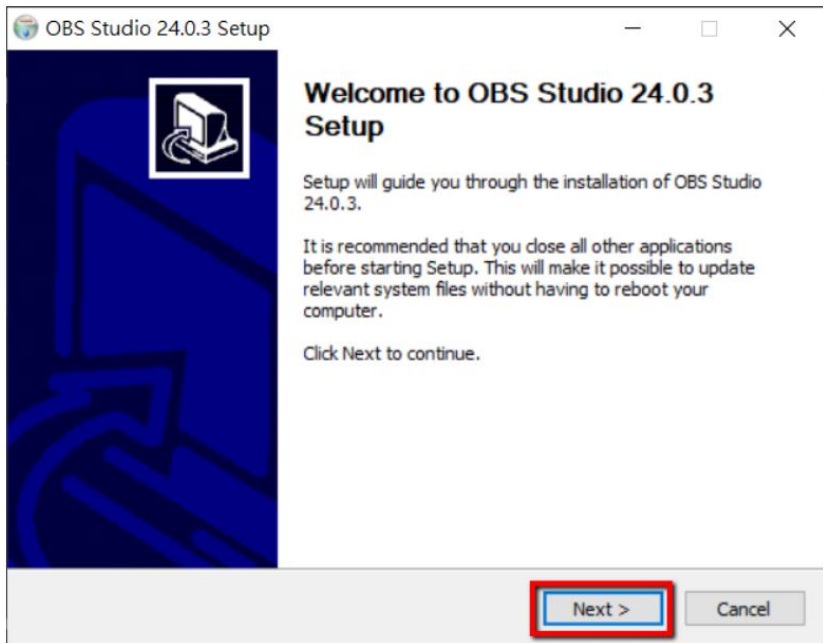 OBS Studio 24.0.3 Setup
Welcome to OBS Studio 24.0.3
Setup
Setup will guide you through the installation of OBS Studio
24.0.3.
It is recommended that you close all other applications
before starting Setup. This will make it possible to update
relevant system files without having to reboot your
computer.
Click Next to continue.
Next >
Cancel